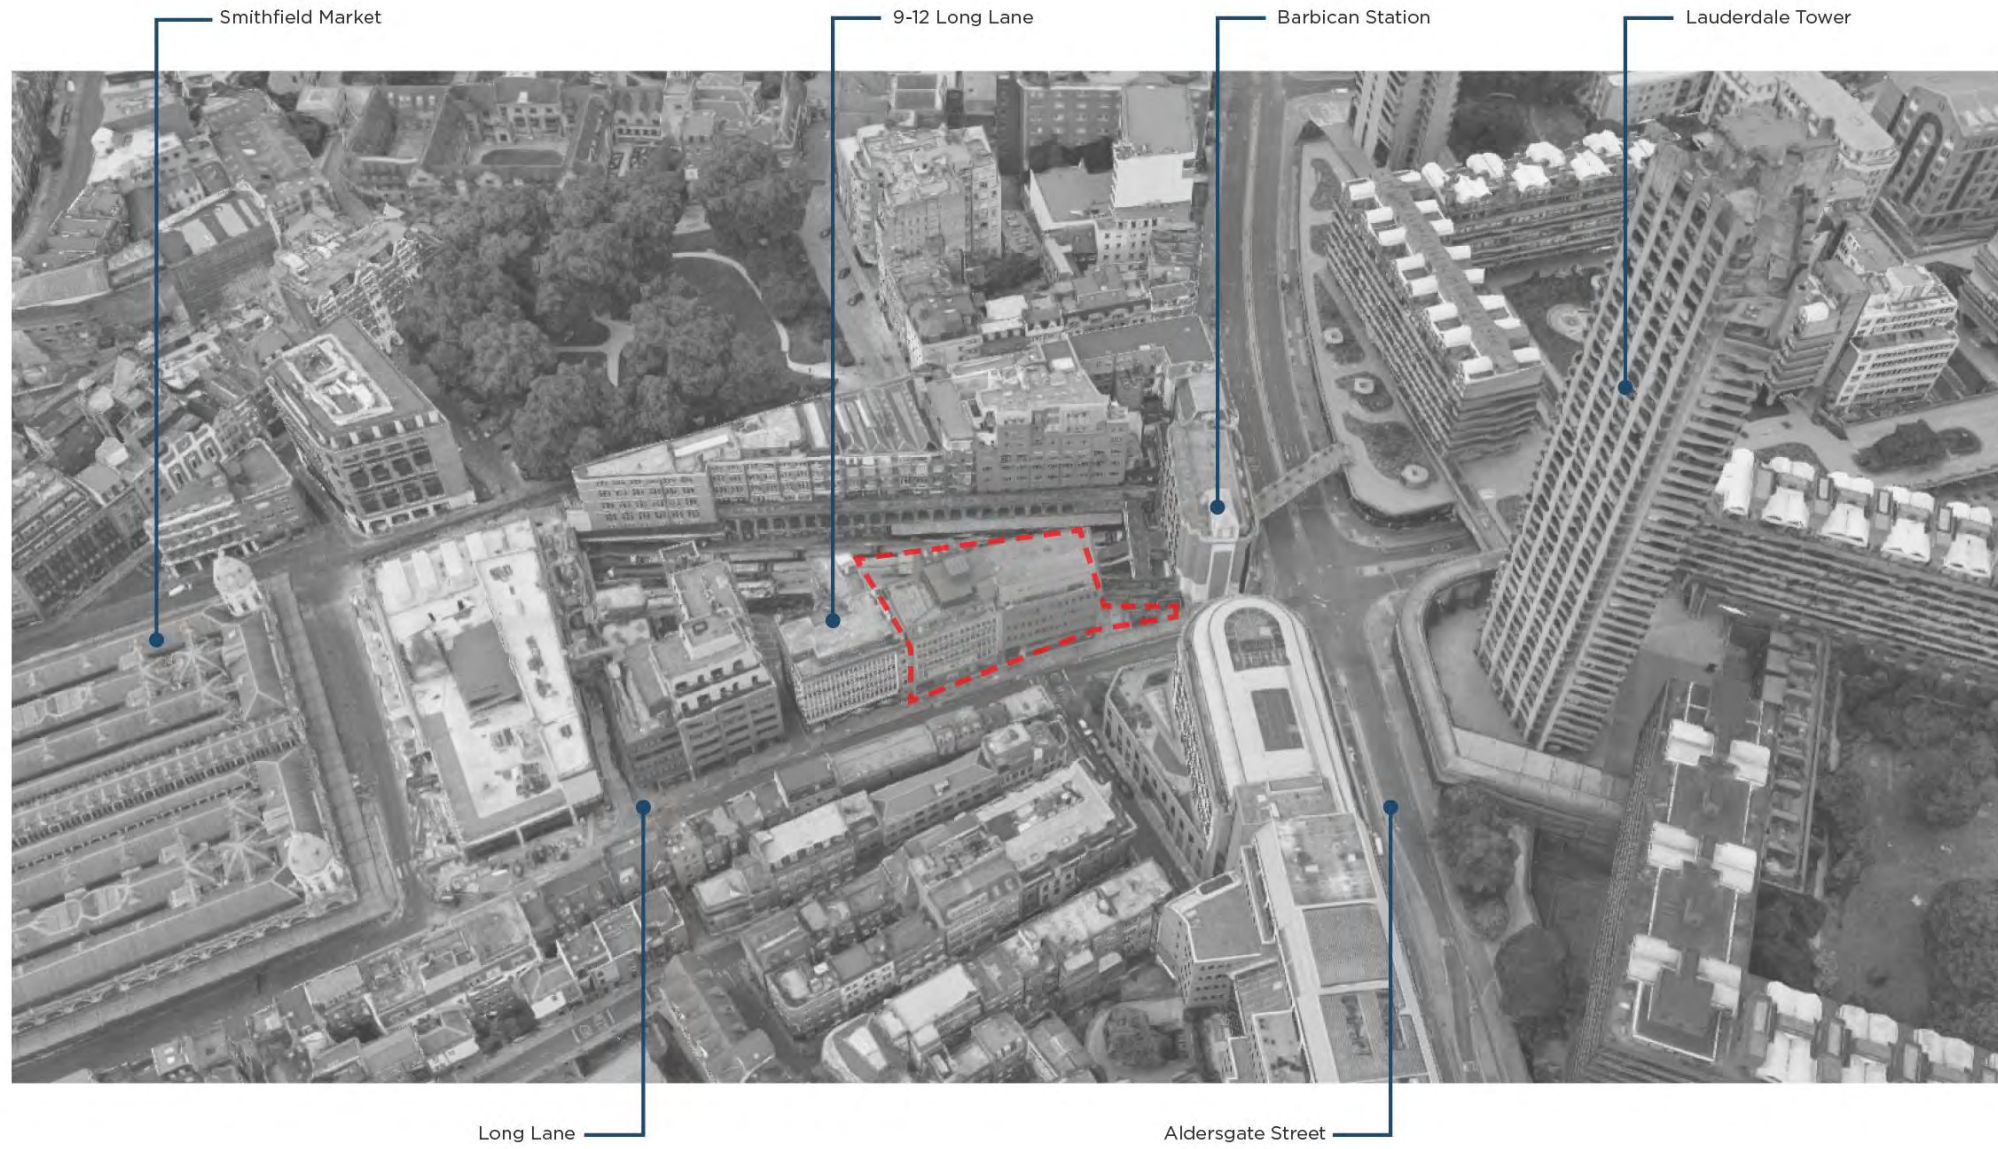 Smithfield Market
9-12 Long Lane
Barbican Station
Lauderdale Tower
Long Lane
Aldersgate Street